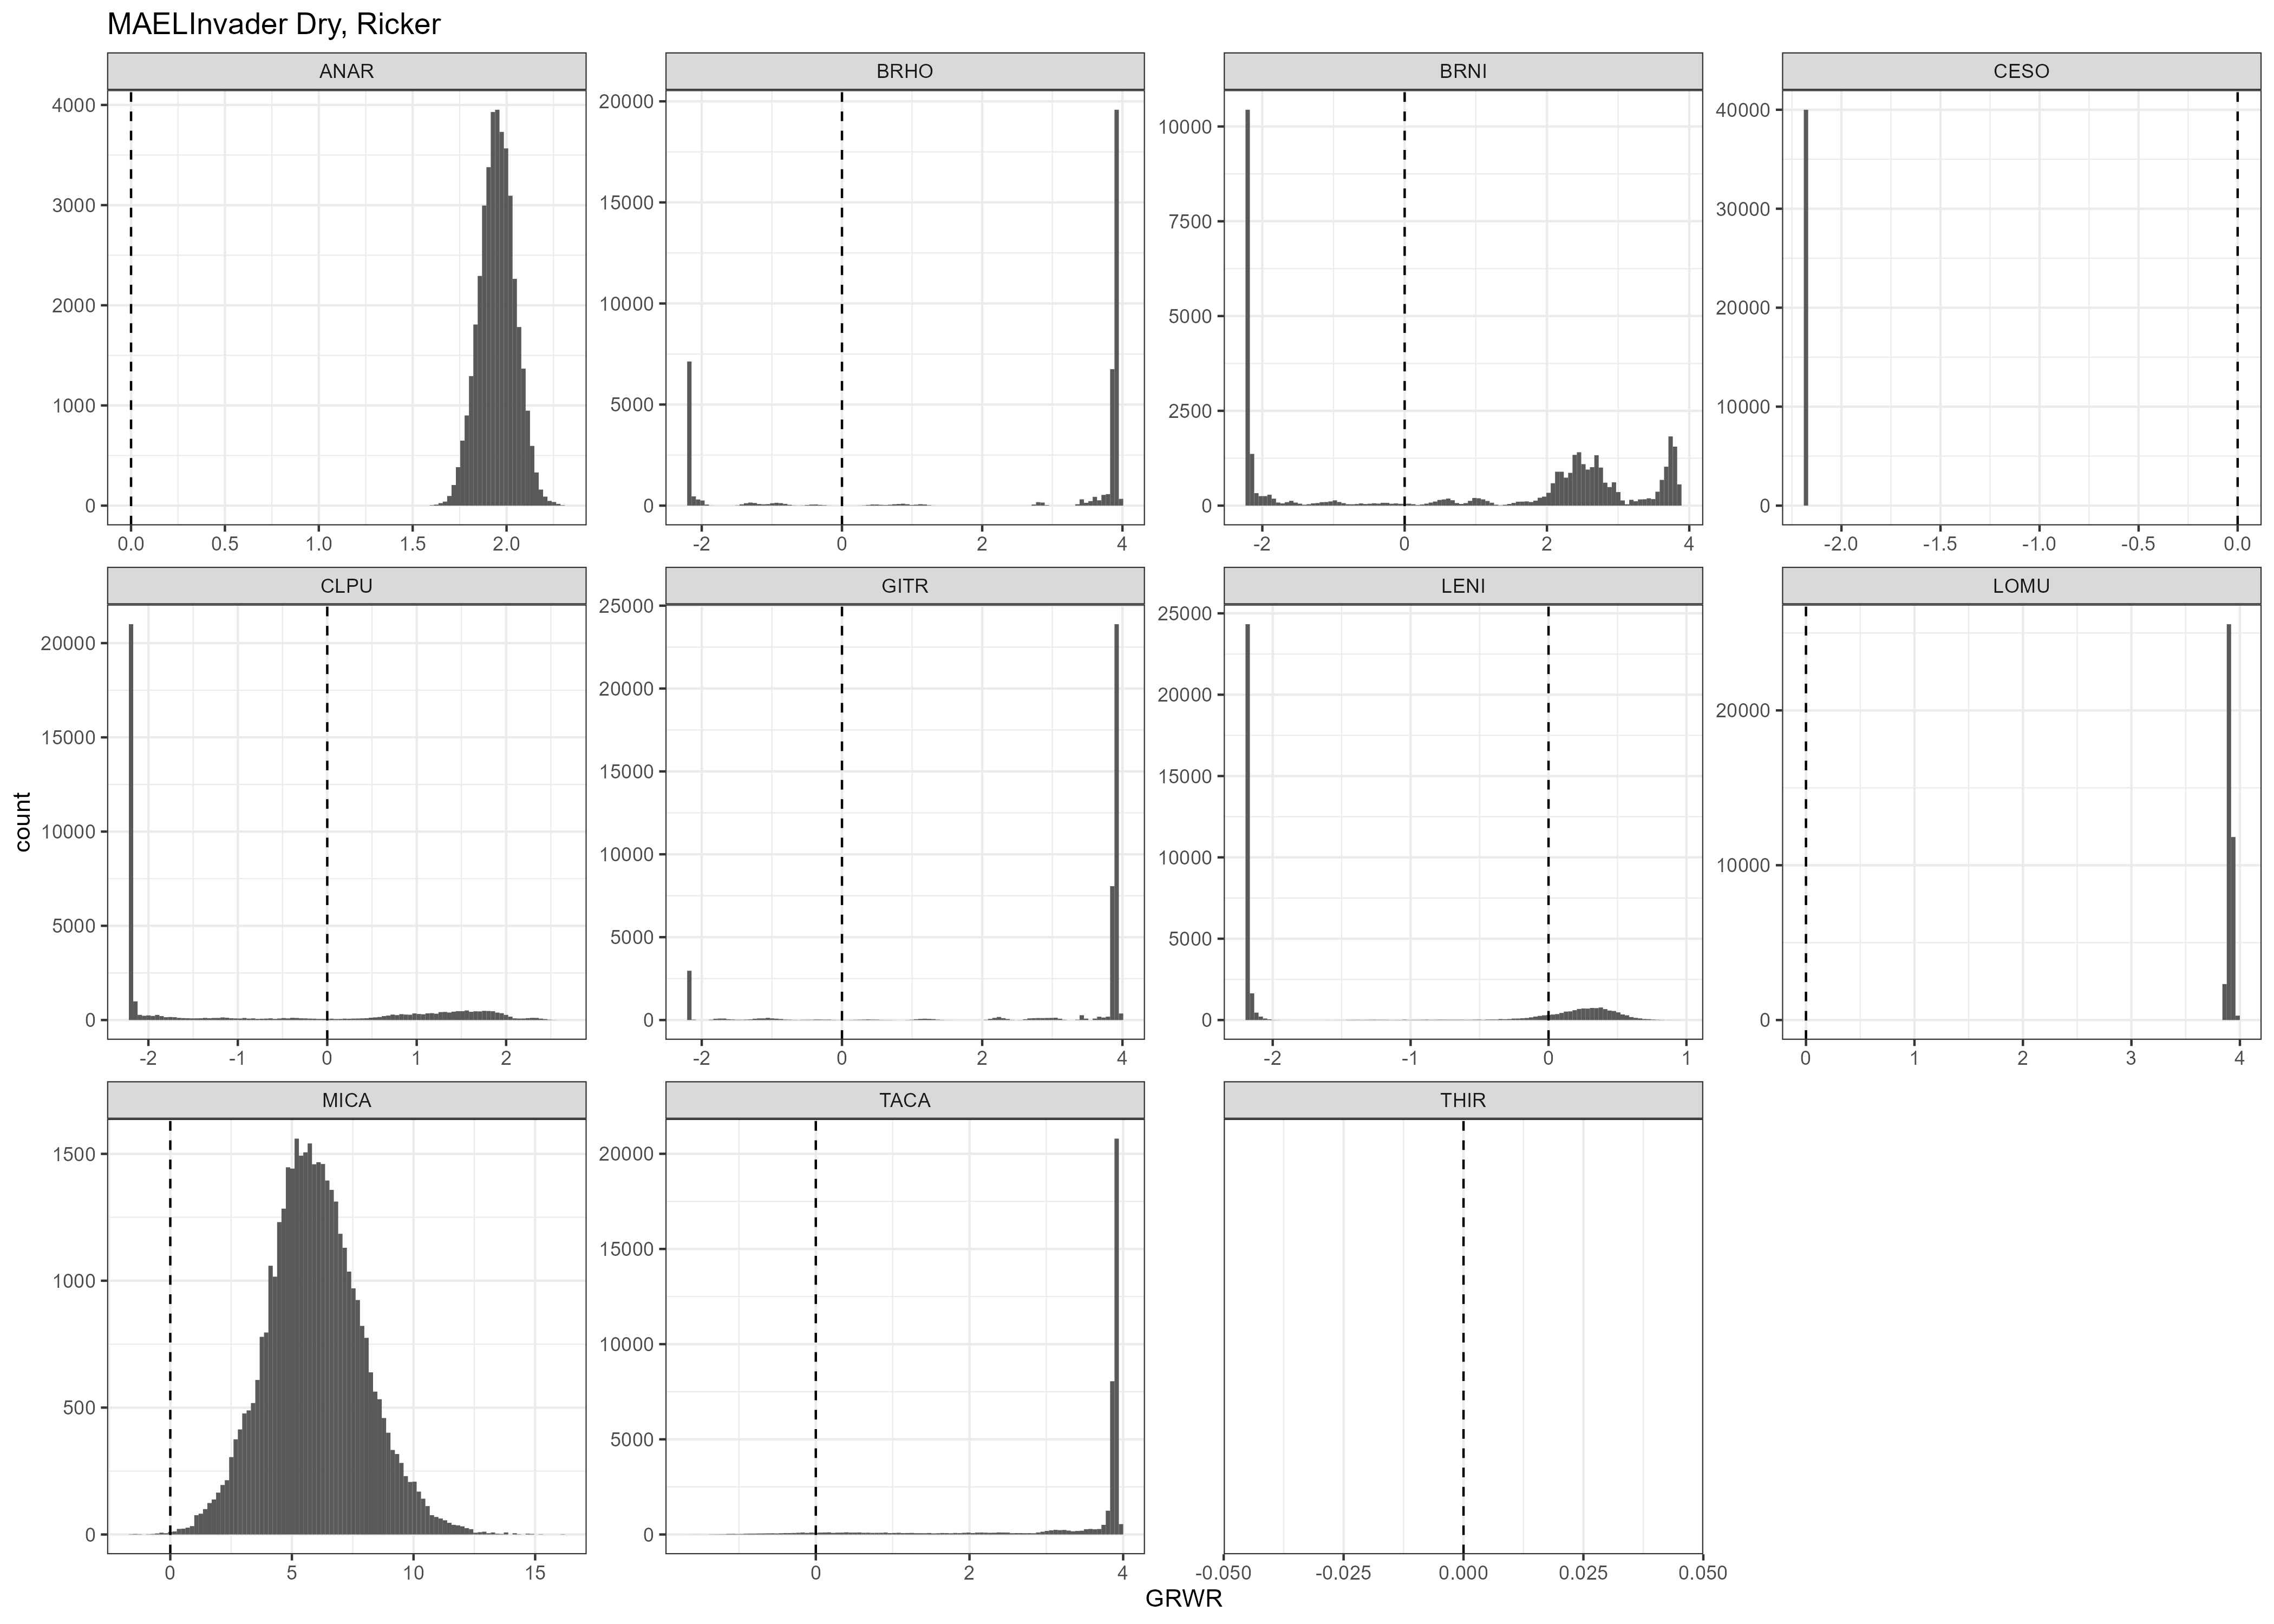 MAELInvader Dry, Ricker
ANAR
BRHO
BRNI
CESO
4000
3000
2000
1000
0
20000
15000
10000
5000
0
10000
7500
5000
2500
0
40000
30000
20000
10000
0
0.0 0.5 1.0 1.5 2.0
-2 0 2 4
-2 0 2 4
-2.0 -1.5 -1.0 -0.5 0.0
CLPU
GITR
LENI
LOMU
20000
15000
10000
5000
0
25000
20000
15000
10000
5000
0
25000
20000
15000
10000
5000
0
20000
10000
0
-2 -1 0 1 2
-2 0 2 4
-2 -1 0 1
0 1 2 3 4
MICA
TACA
THIR
1500
1000
500
0
20000
15000
10000
5000
0
0 5 10 15
0 2 4
-0.050 -0.025 0.000 0.025 0.050
count
GRWR